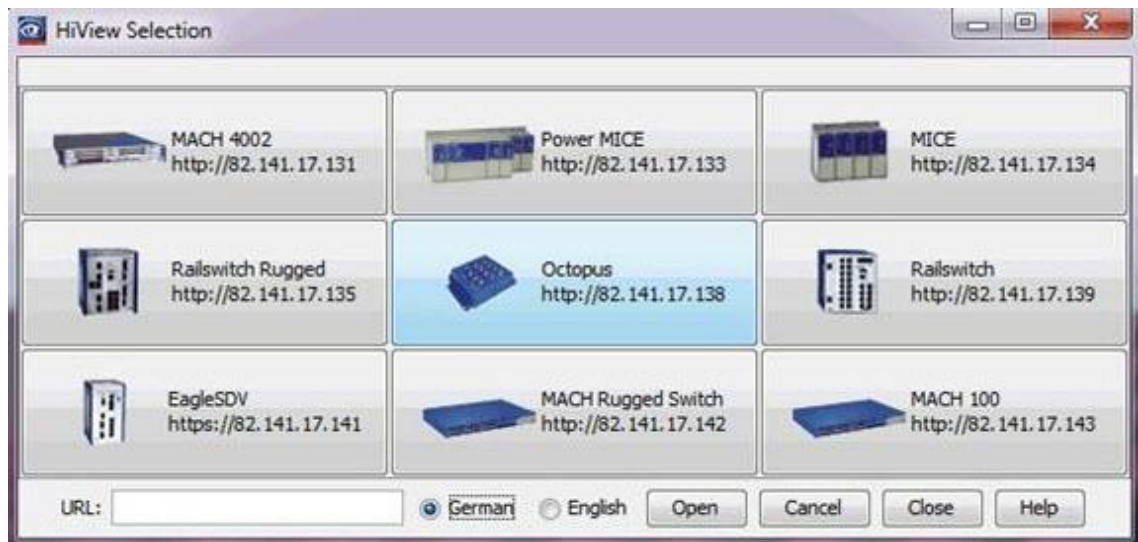 HiView Selection
MACH 4002
http://82.141.17.131
Power MICE
http://82.141.17.133
MICE
http://82.141.17.134
Railswitch Rugged
http://82.141.17.135
Octopus
http://82.141.17.138
Railswitch
http://82.141.17.139
EagleSDV
https://82.141.17.141
MACH Rugged Switch
http://82.141.17.142
MACH 100
http://82.141.17.143
URL: German English Open Cancel Close Help